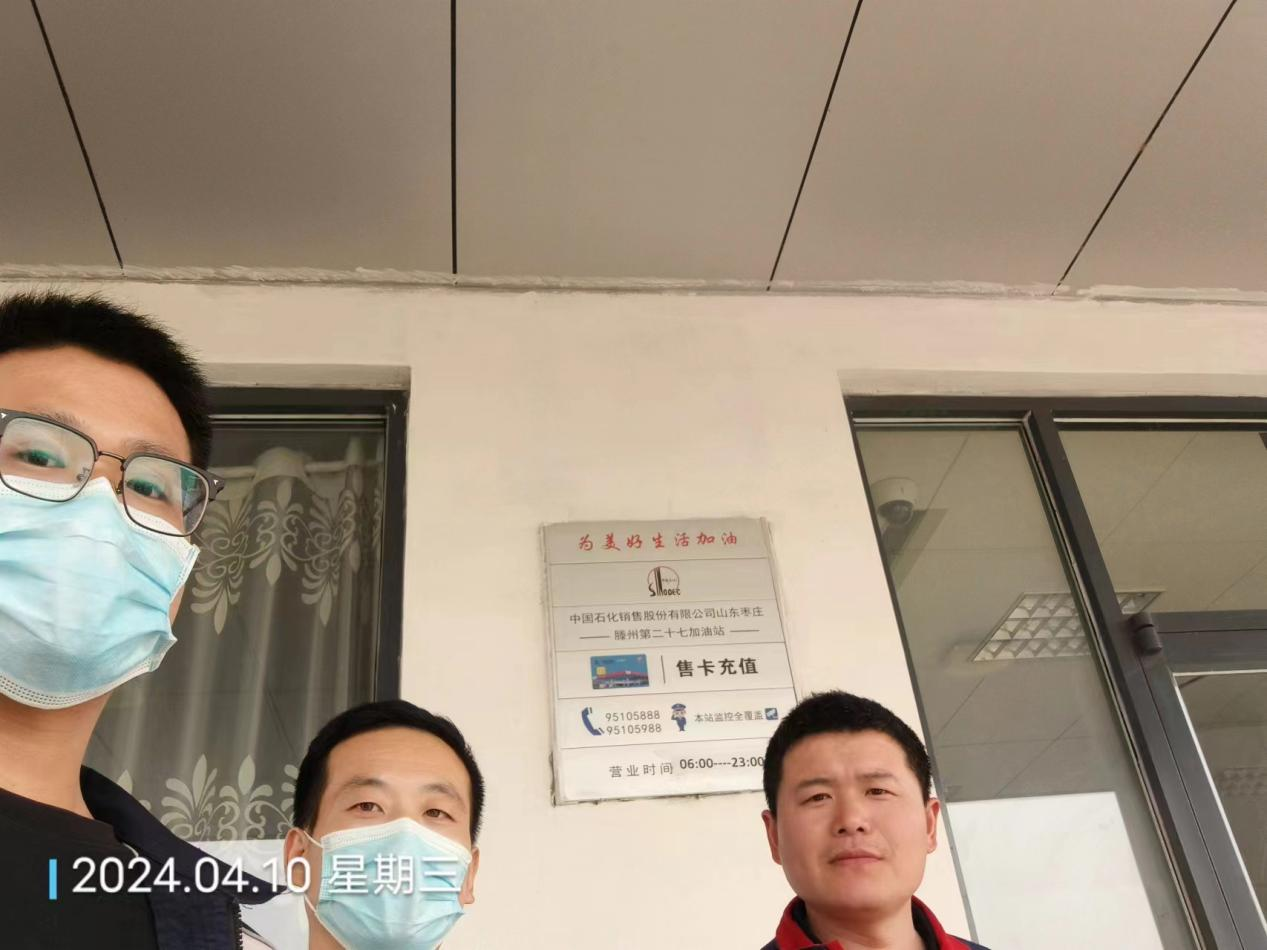 为美好生活加油
SINOPEC
中国石化销售股份有限公司山东枣庄
滕州第二十七加油站
售卡充值
95105888
95105988
本站监控全覆盖
营业时间 06:00----23:00
2024.04.10 星期三